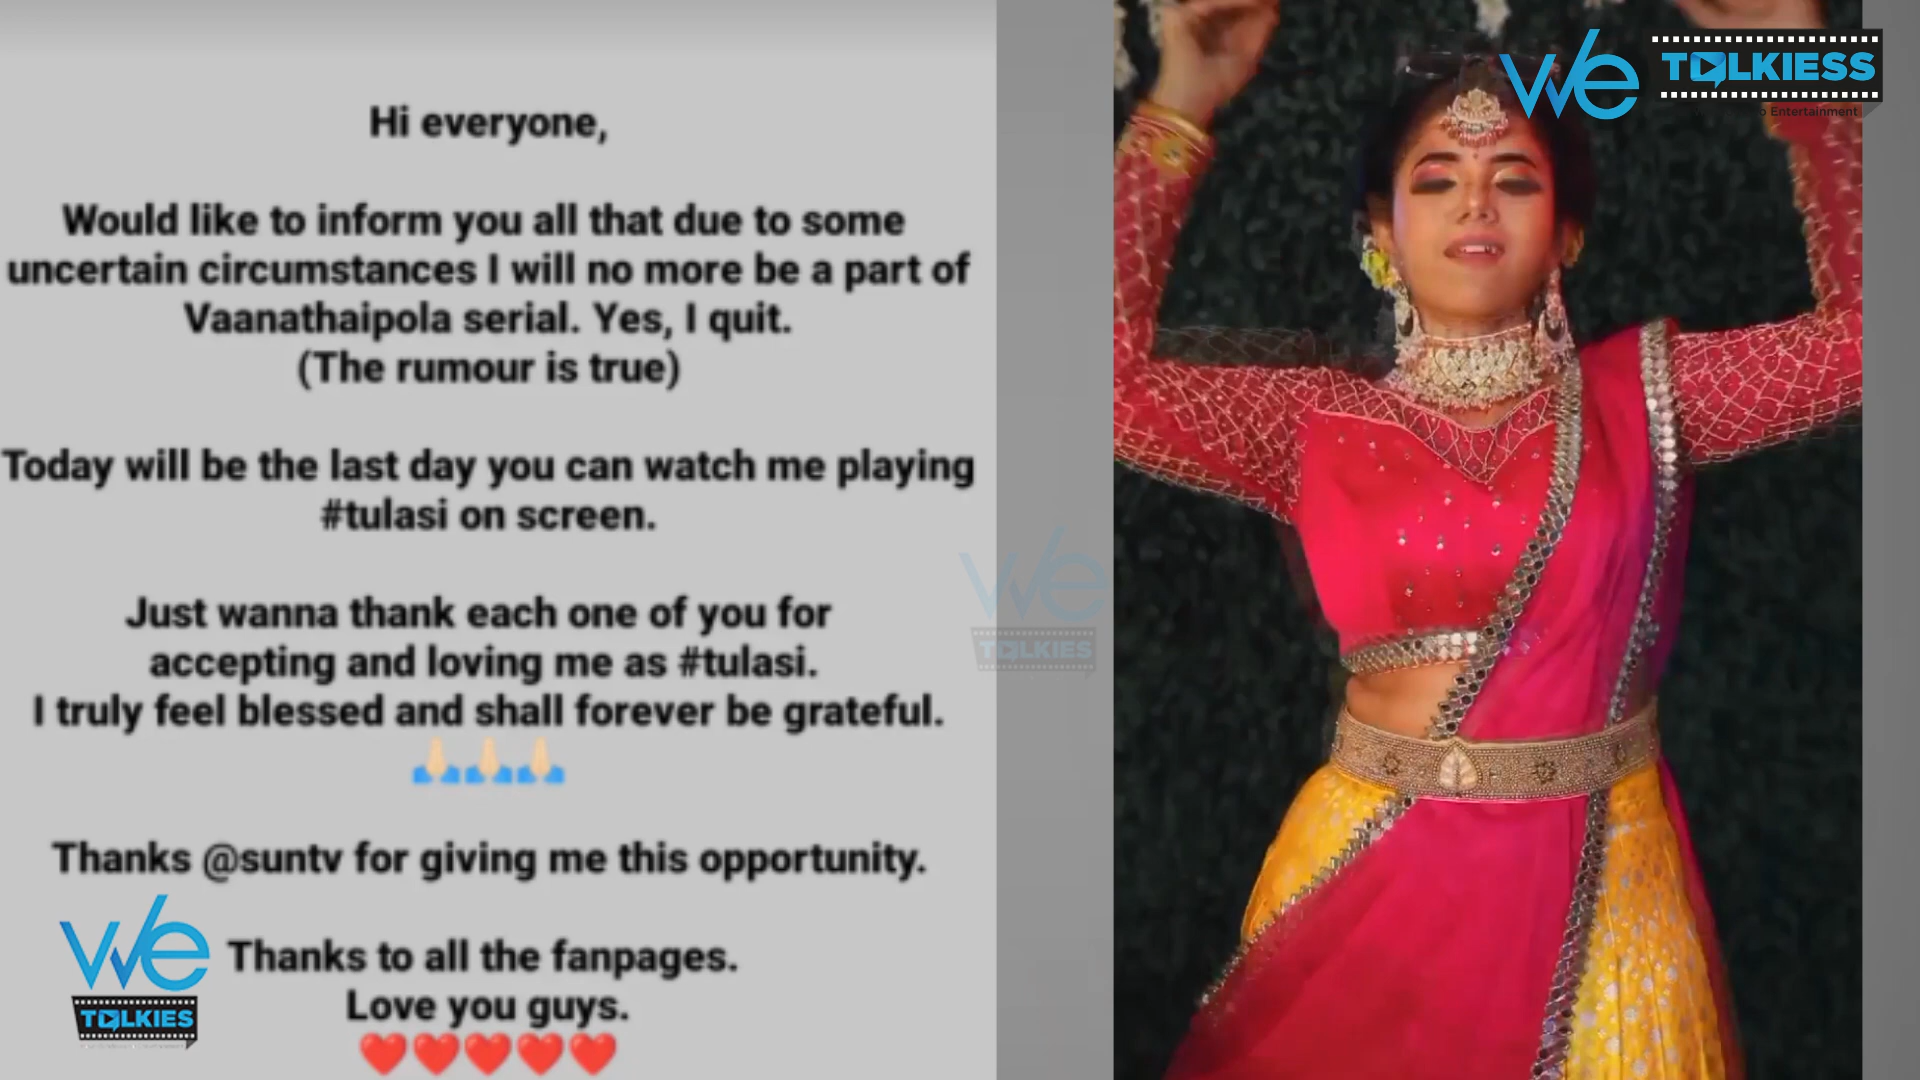 Hi everyone,
Would like to inform you all that due to some
uncertain circumstances I will no more be a part of
Vaanathaipola serial. Yes, I quit.
(The rumour is true)
Today will be the last day you can watch me playing
#tulasi on screen.
Just wanna thank each one of you for
accepting and loving me as #tulasi.
I truly feel blessed and shall forever be grateful.
🙏🏻🙏🏻🙏🏻
Thanks @suntv for giving me this opportunity.
Thanks to all the fanpages.
Love you guys.
❤️❤️❤️❤️❤️
We
TALKIES
We
TALKIES
We TALKIESS
Entertainment